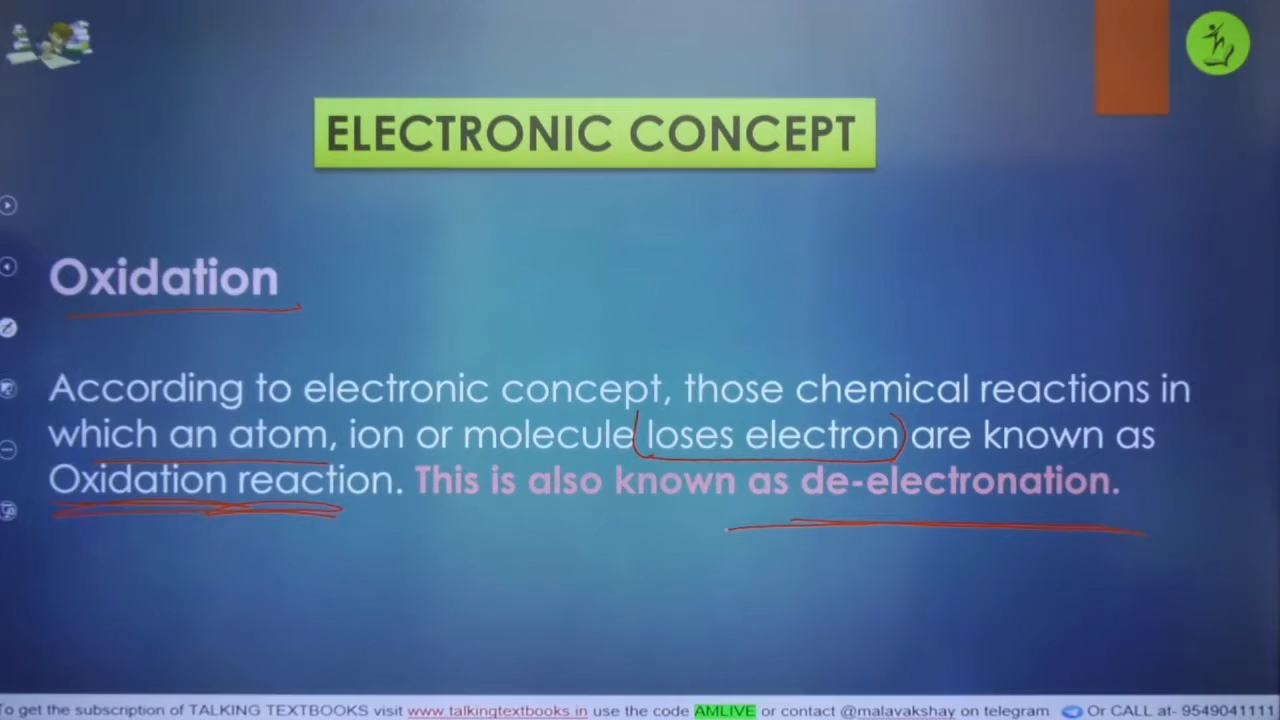 ELECTRONIC CONCEPT
Oxidation
According to electronic concept, those chemical reactions in
which an atom, ion or molecule loses electron are known as
Oxidation reaction. This is also known as de-electronation.
To get the subscription of TALKING TEXTBOOKS visit www.talkingtextbooks.in use the code AMLIVE or contact @malavakshay on telegram Or CALL at- 9549041111